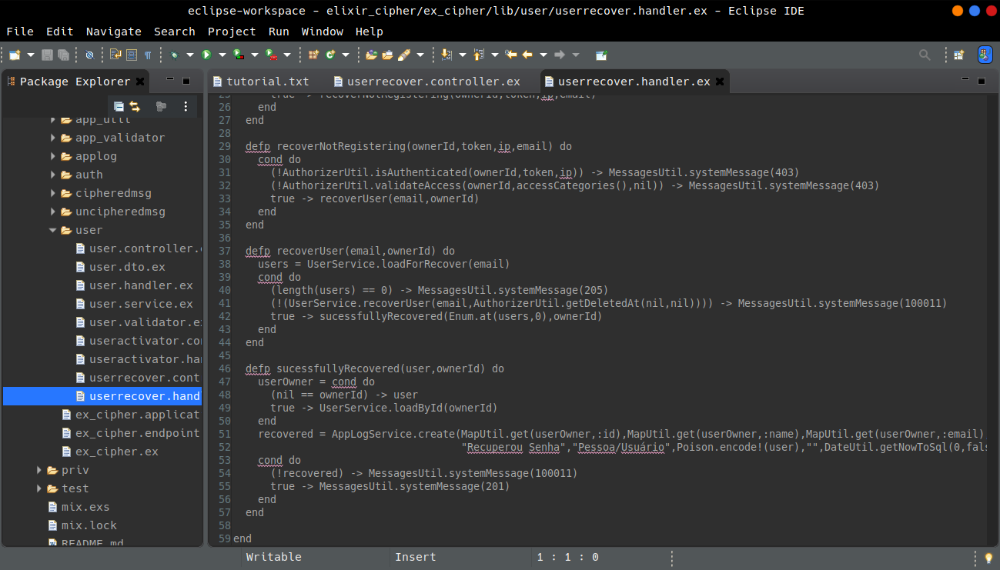 eclipse-workspace - elixir_cipher/ex_cipher/lib/user/userrecover.handler.ex - Eclipse IDE
File Edit Navigate Search Project Run Window Help
Package Explorer
tutorial.txt userrecover.controller.ex userrecover.handler.ex
app_util
app_validator
applog
auth
cipheredmsg
uncipheredmsg
user
user.controller.
user.dto.ex
user.handler.ex
user.service.ex
user.validator.e
useractivator.co
useractivator.ha
userrecover.cont
userrecover.hand
ex_cipher.applicat
ex_cipher.endpoint
ex_cipher.ex
priv
test
mix.exs
mix.lock
README.md
25 true -> recoverNotRegistering(ownerId,token,ip,email)
26 end
27 end
28
29 defp recoverNotRegistering(ownerId,token,ip,email) do
30 cond do
31 (!AuthorizerUtil.isAuthenticated(ownerId,token,ip)) -> MessagesUtil.systemMessage(403)
32 (!AuthorizerUtil.validateAccess(ownerId,accessCategories(),nil)) -> MessagesUtil.systemMessage(403)
33 true -> recoverUser(email,ownerId)
34 end
35 end
36
37 defp recoverUser(email,ownerId) do
38 users = UserService.loadForRecover(email)
39 cond do
40 (length(users) == 0) -> MessagesUtil.systemMessage(205)
41 (!(UserService.recoverUser(email,AuthorizerUtil.getDeletedAt(nil,nil)))) -> MessagesUtil.systemMessage(100011)
42 true -> sucessfullyRecovered(Enum.at(users,0),ownerId)
43 end
44 end
45
46 defp sucessfullyRecovered(user,ownerId) do
47 userOwner = cond do
48 (nil == ownerId) -> user
49 true -> UserService.loadById(ownerId)
50 end
51 recovered = AppLogService.create(MapUtil.get(userOwner,:id),MapUtil.get(userOwner,:name),MapUtil.get(userOwner,:email),
52 "Recuperou Senha","Pessoa/Usuário",Poison.encode!(user),"",DateUtil.getNowToSql(0,fals
53 cond do
54 (!recovered) -> MessagesUtil.systemMessage(100011)
55 true -> MessagesUtil.systemMessage(201)
56 end
57 end
58
59 end
Writable Insert 1 : 1 : 0